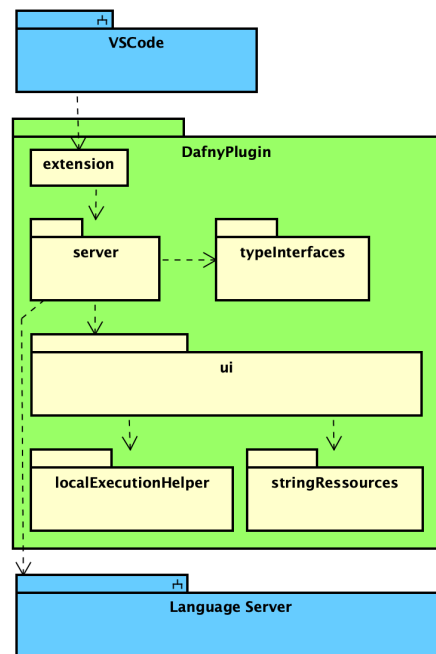 VSCode
DafnyPlugin
extension
server
typeInterfaces
ui
localExecutionHelper
stringRessources
Language Server